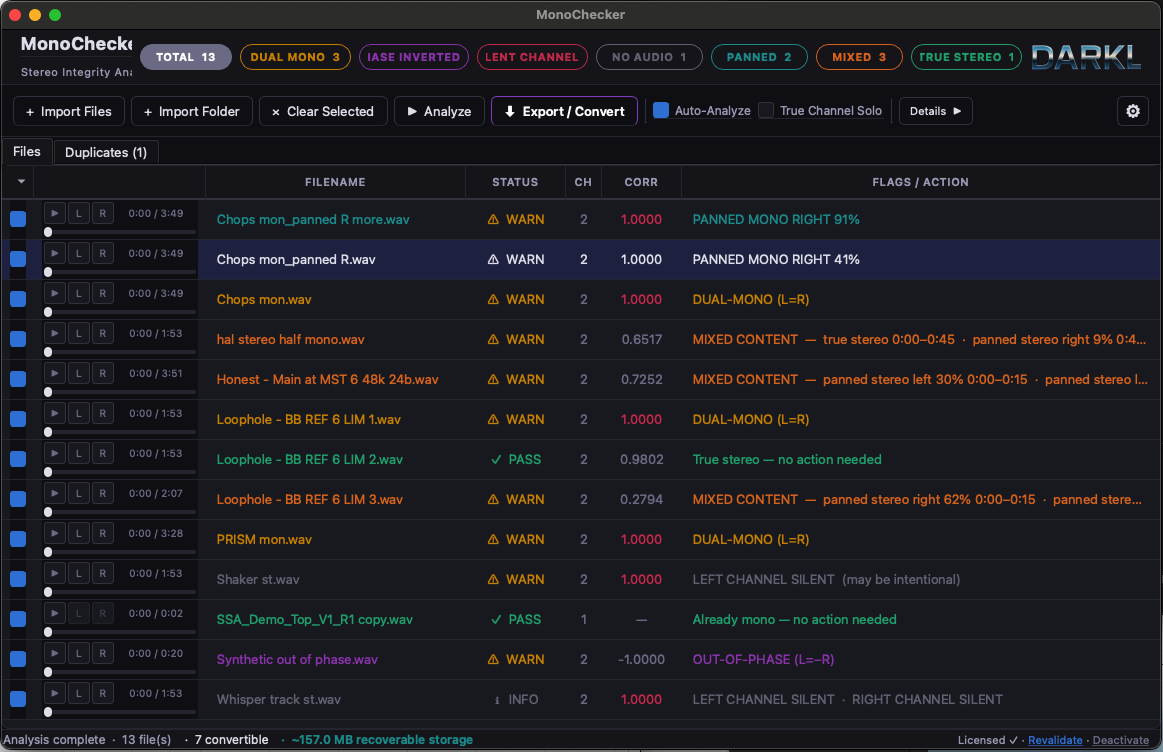 MonoChecker
MonoChecke
Stereo Integrity Ana
TOTAL 13
DUAL MONO 3
IASE INVERTED
LENT CHANNEL
NO AUDIO 1
PANNED 2
MIXED 3
TRUE STEREO 1
DARKL
+ Import Files
+ Import Folder
× Clear Selected
▶ Analyze
⬇ Export / Convert
Auto-Analyze
True Channel Solo
Details ▶
Files
Duplicates (1)
FILENAME STATUS CH CORR FLAGS / ACTION
L R 0:00 / 3:49 Chops mon_panned R more.wav ⚠ WARN 2 1.0000 PANNED MONO RIGHT 91%
L R 0:00 / 3:49 Chops mon_panned R.wav ⚠ WARN 2 1.0000 PANNED MONO RIGHT 41%
L R 0:00 / 3:49 Chops mon.wav ⚠ WARN 2 1.0000 DUAL-MONO (L=R)
L R 0:00 / 1:53 hal stereo half mono.wav ⚠ WARN 2 0.6517 MIXED CONTENT — true stereo 0:00–0:45 · panned stereo right 9% 0:4...
L R 0:00 / 3:51 Honest - Main at MST 6 48k 24b.wav ⚠ WARN 2 0.7252 MIXED CONTENT — panned stereo left 30% 0:00–0:15 · panned stereo l...
L R 0:00 / 1:53 Loophole - BB REF 6 LIM 1.wav ⚠ WARN 2 1.0000 DUAL-MONO (L=R)
L R 0:00 / 1:53 Loophole - BB REF 6 LIM 2.wav ✓ PASS 2 0.9802 True stereo — no action needed
L R 0:00 / 2:07 Loophole - BB REF 6 LIM 3.wav ⚠ WARN 2 0.2794 MIXED CONTENT — panned stereo right 62% 0:00–0:15 · panned stere...
L R 0:00 / 3:28 PRISM mon.wav ⚠ WARN 2 1.0000 DUAL-MONO (L=R)
L R 0:00 / 1:53 Shaker st.wav ⚠ WARN 2 1.0000 LEFT CHANNEL SILENT (may be intentional)
L R 0:00 / 0:02 SSA_Demo_Top_V1_R1 copy.wav ✓ PASS 1 — Already mono — no action needed
L R 0:00 / 0:20 Synthetic out of phase.wav ⚠ WARN 2 -1.0000 OUT-OF-PHASE (L=−R)
L R 0:00 / 1:53 Whisper track st.wav ℹ INFO 2 1.0000 LEFT CHANNEL SILENT · RIGHT CHANNEL SILENT
Analysis complete · 13 file(s) · 7 convertible · ~157.0 MB recoverable storage
Licensed ✓ · Revalidate · Deactivate